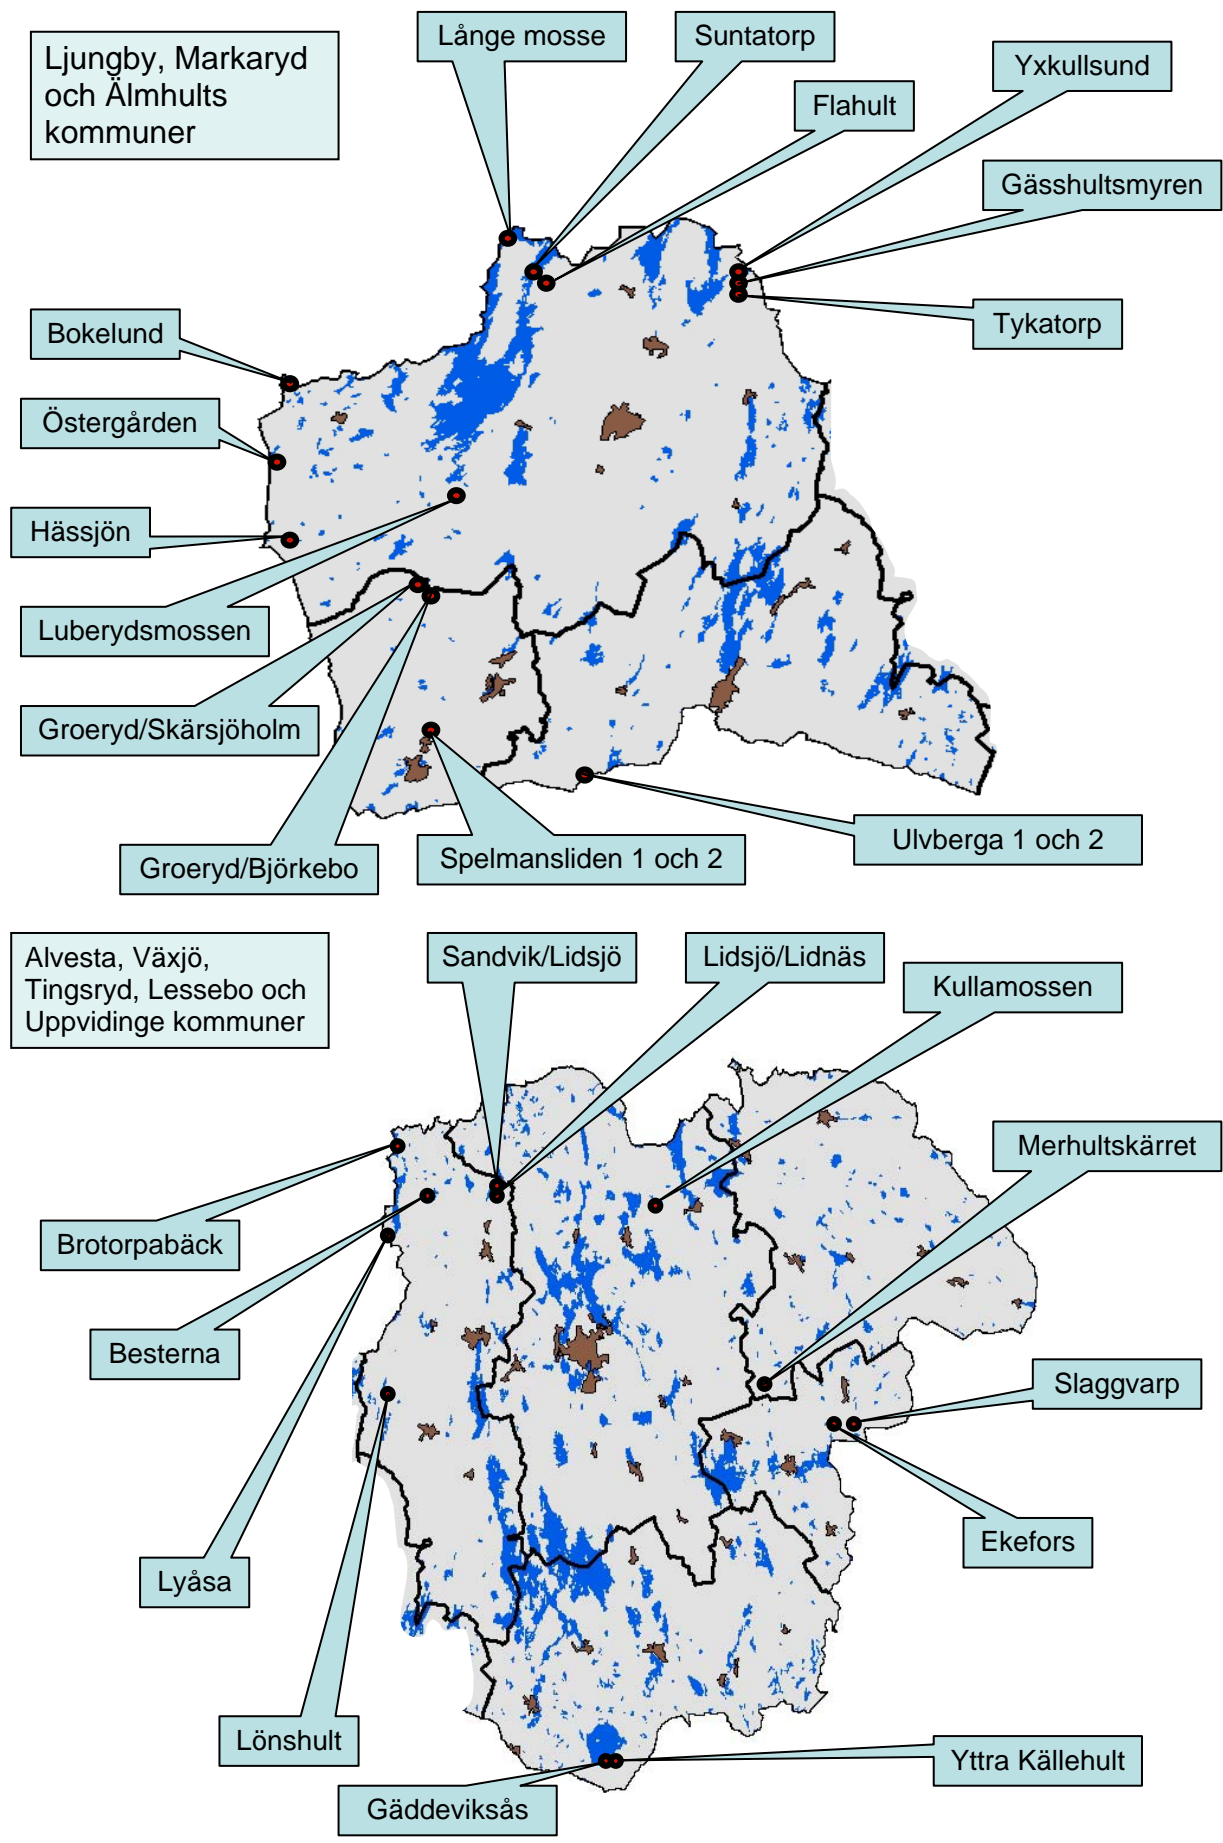 Ljungby, Markaryd
och Älmhults
kommuner
Långe mosse
Suntatorp
Yxkullsund
Flahult
Gässhultsmyren
Tykatorp
Bokelund
Östergården
Hässjön
Luberydsmossen
Groeryd/Skärsjöholm
Groeryd/Björkebo
Spelmansliden 1 och 2
Ulvberga 1 och 2
Alvesta, Växjö,
Tingsryd, Lessebo och
Uppvidinge kommuner
Sandvik/Lidsjö
Lidsjö/Lidnäs
Kullamossen
Merhultskärret
Brotorpabäck
Besterna
Slaggvarp
Ekefors
Lyåsa
Lönshult
Yttra Källehult
Gäddeviksås